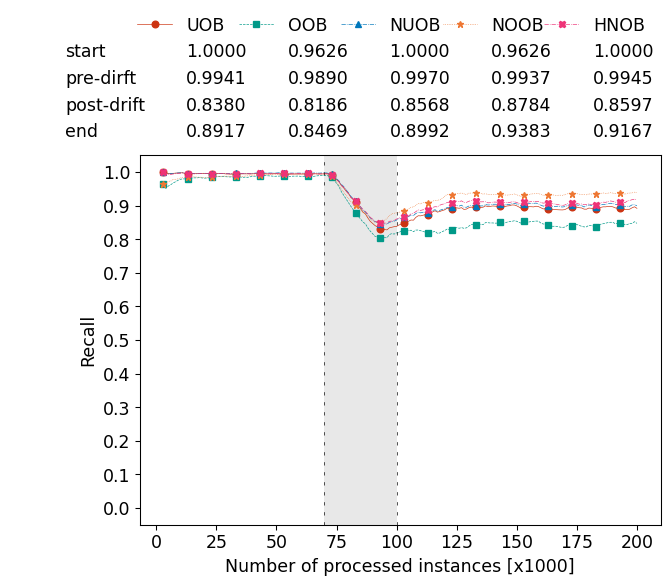 UOB OOB NUOB NOOB HNOB
start 1.0000 0.9626 1.0000 0.9626 1.0000
pre-dirft 0.9941 0.9890 0.9970 0.9937 0.9945
post-drift 0.8380 0.8186 0.8568 0.8784 0.8597
end 0.8917 0.8469 0.8992 0.9383 0.9167
1.0
0.9
0.8
0.7
0.6
0.5
0.4
0.3
0.2
0.1
0.0
Recall
0 25 50 75 100 125 150 175 200
Number of processed instances [x1000]